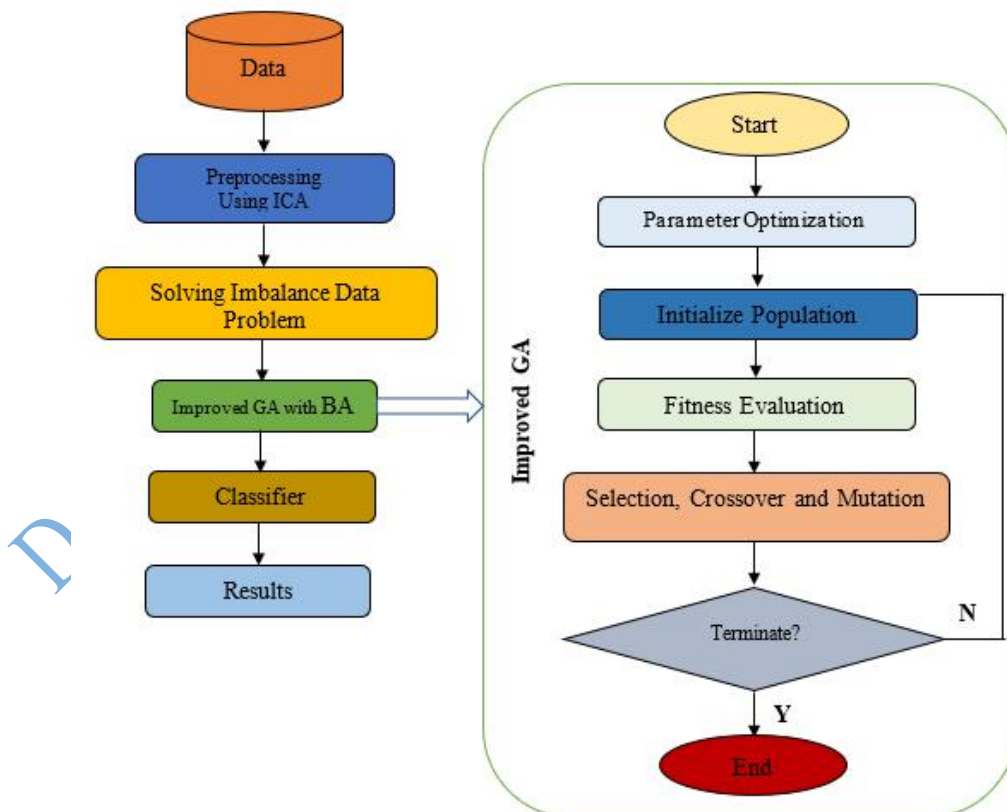 Data
Preprocessing
Using ICA
Solving Imbalance Data
Problem
Improved GA with BA
Classifier
Results
D
Improved GA
Start
Parameter Optimization
Initialize Population
Fitness Evaluation
Selection, Crossover and Mutation
Terminate?
N
Y
End